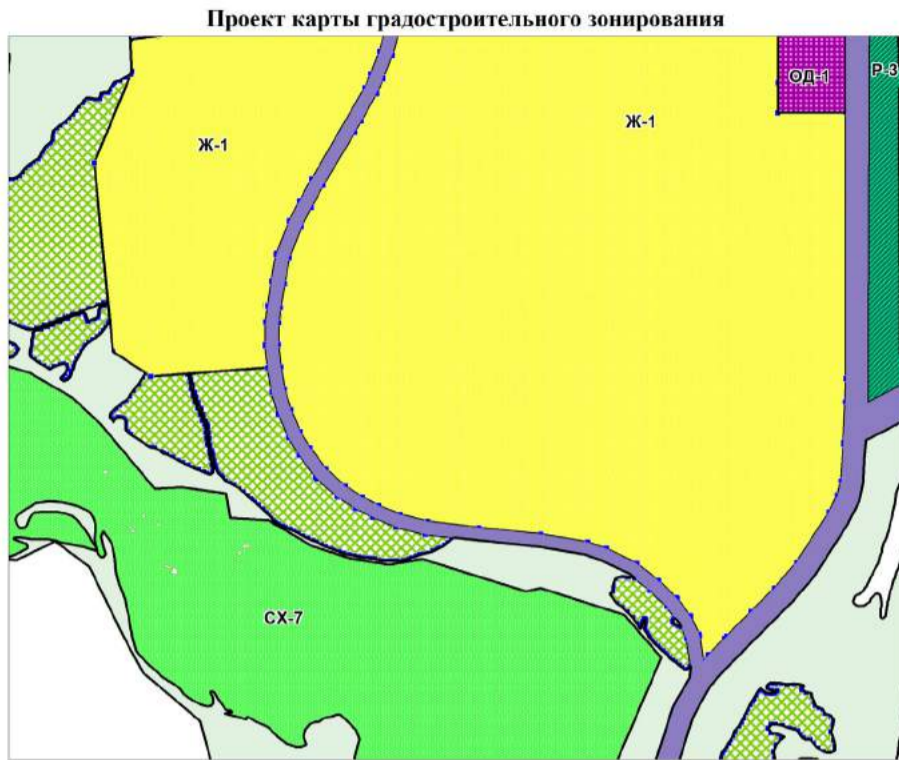 Проект карты градостроительного зонирования
ОД-1
Р-3
Ж-1
Ж-1
СХ-7